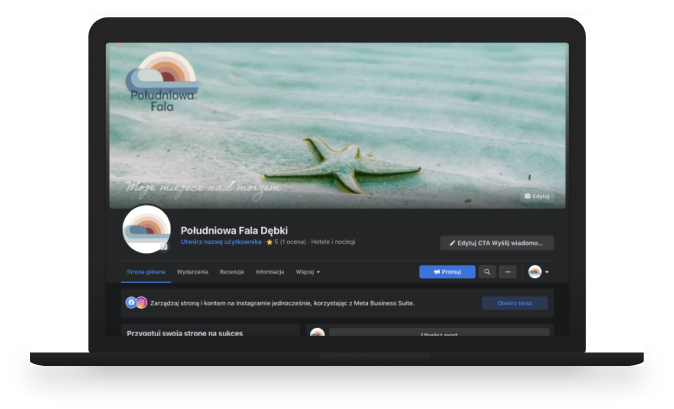 Południowa
Fala
Moje miejsce nad morzem
Edytuj
Południowa Fala Dębki
Utwórz nazwę użytkownika · ★ 5 (1 ocena) · Hotele i noclegi
Edytuj CTA Wyślij wiadomo...
Strona główna Wydarzenia Recenzje Informacje Więcej
Promuj
Zarządzaj stroną i kontem na Instagramie jednocześnie, korzystając z Meta Business Suite.
Otwórz teraz
Przygotuj swoją stronę na sukces
Utwórz post